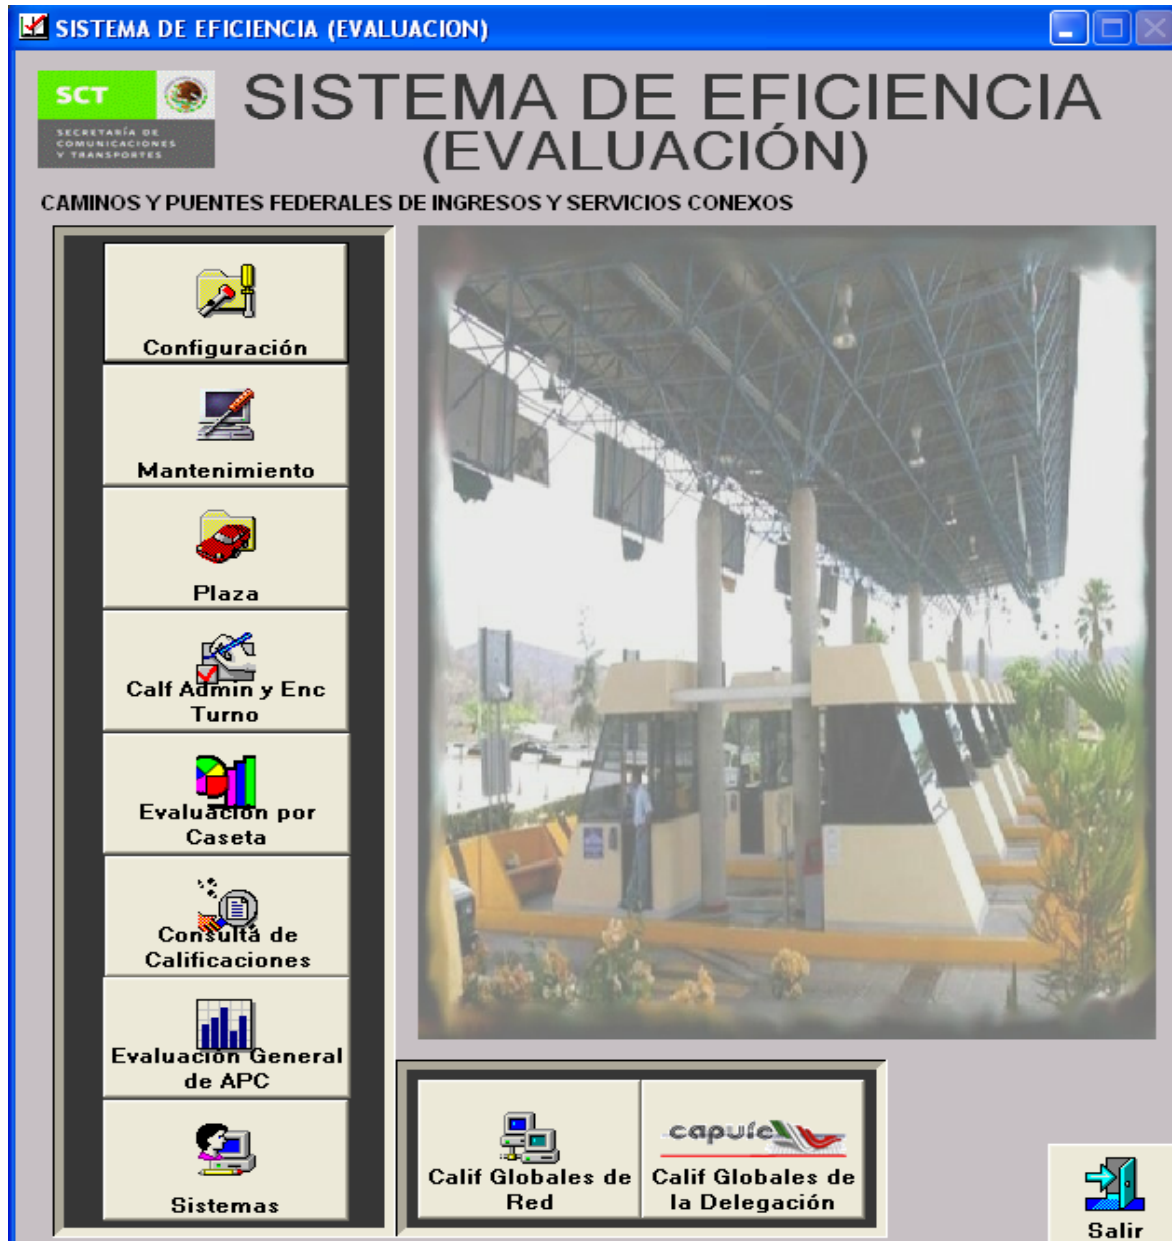 SISTEMA DE EFICIENCIA (EVALUACION)
SCT
SECRETARÍA DE
COMUNICACIONES
Y TRANSPORTES
SISTEMA DE EFICIENCIA
(EVALUACIÓN)
CAMINOS Y PUENTES FEDERALES DE INGRESOS Y SERVICIOS CONEXOS
Configuración
Mantenimiento
Plaza
Calf Admin y Enc
Turno
Evaluación por
Caseta
Consulta de
Calificaciones
Evaluación General
de APC
Sistemas
Calif Globales de
Red
capufe
Calif Globales de
la Delegación
Salir